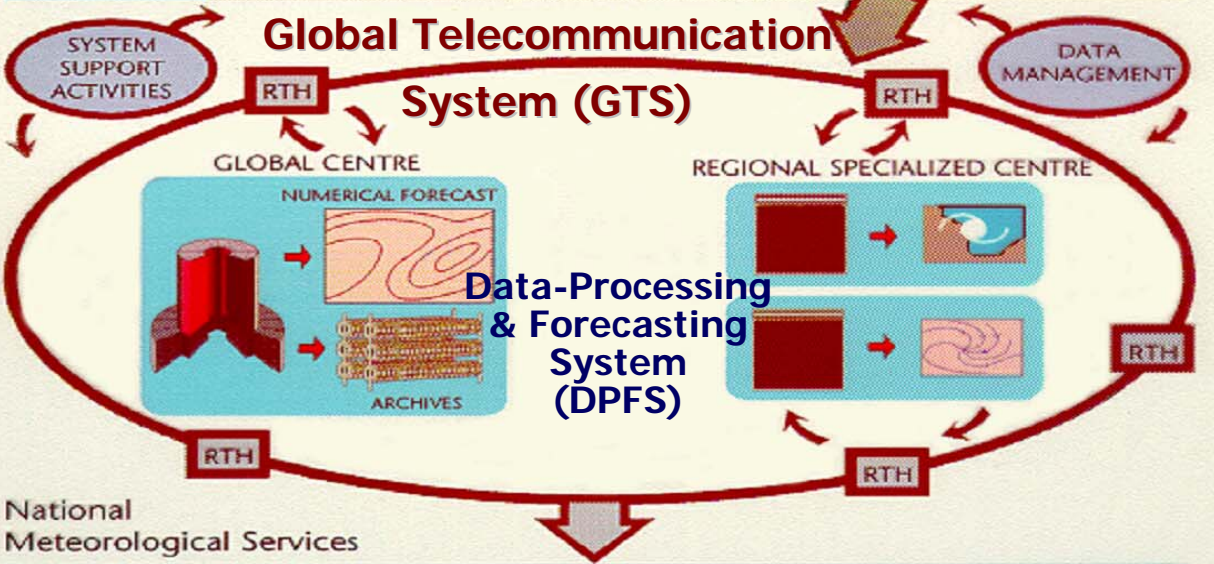 Global Telecommunication
System (GTS)
SYSTEM
SUPPORT
ACTIVITIES
DATA
MANAGEMENT
RTH
RTH
GLOBAL CENTRE
NUMERICAL FORECAST
ARCHIVES
REGIONAL SPECIALIZED CENTRE
Data-Processing
& Forecasting
System
(DPFS)
RTH
RTH
RTH
National
Meteorological Services